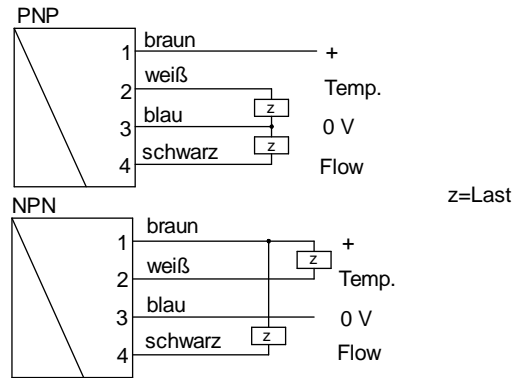 PNP
1 braun +
2 weiß z Temp.
3 blau 0 V
4 schwarz z Flow
z=Last
NPN
1 braun +
2 weiß z Temp.
3 blau 0 V
4 schwarz z Flow